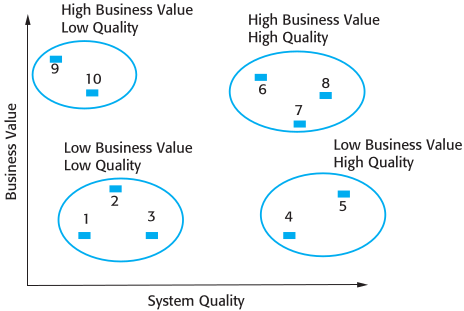 High Business Value
Low Quality
9
10
High Business Value
High Quality
6
8
7
Low Business Value
Low Quality
1
2
3
Low Business Value
High Quality
4
5
Business Value
System Quality